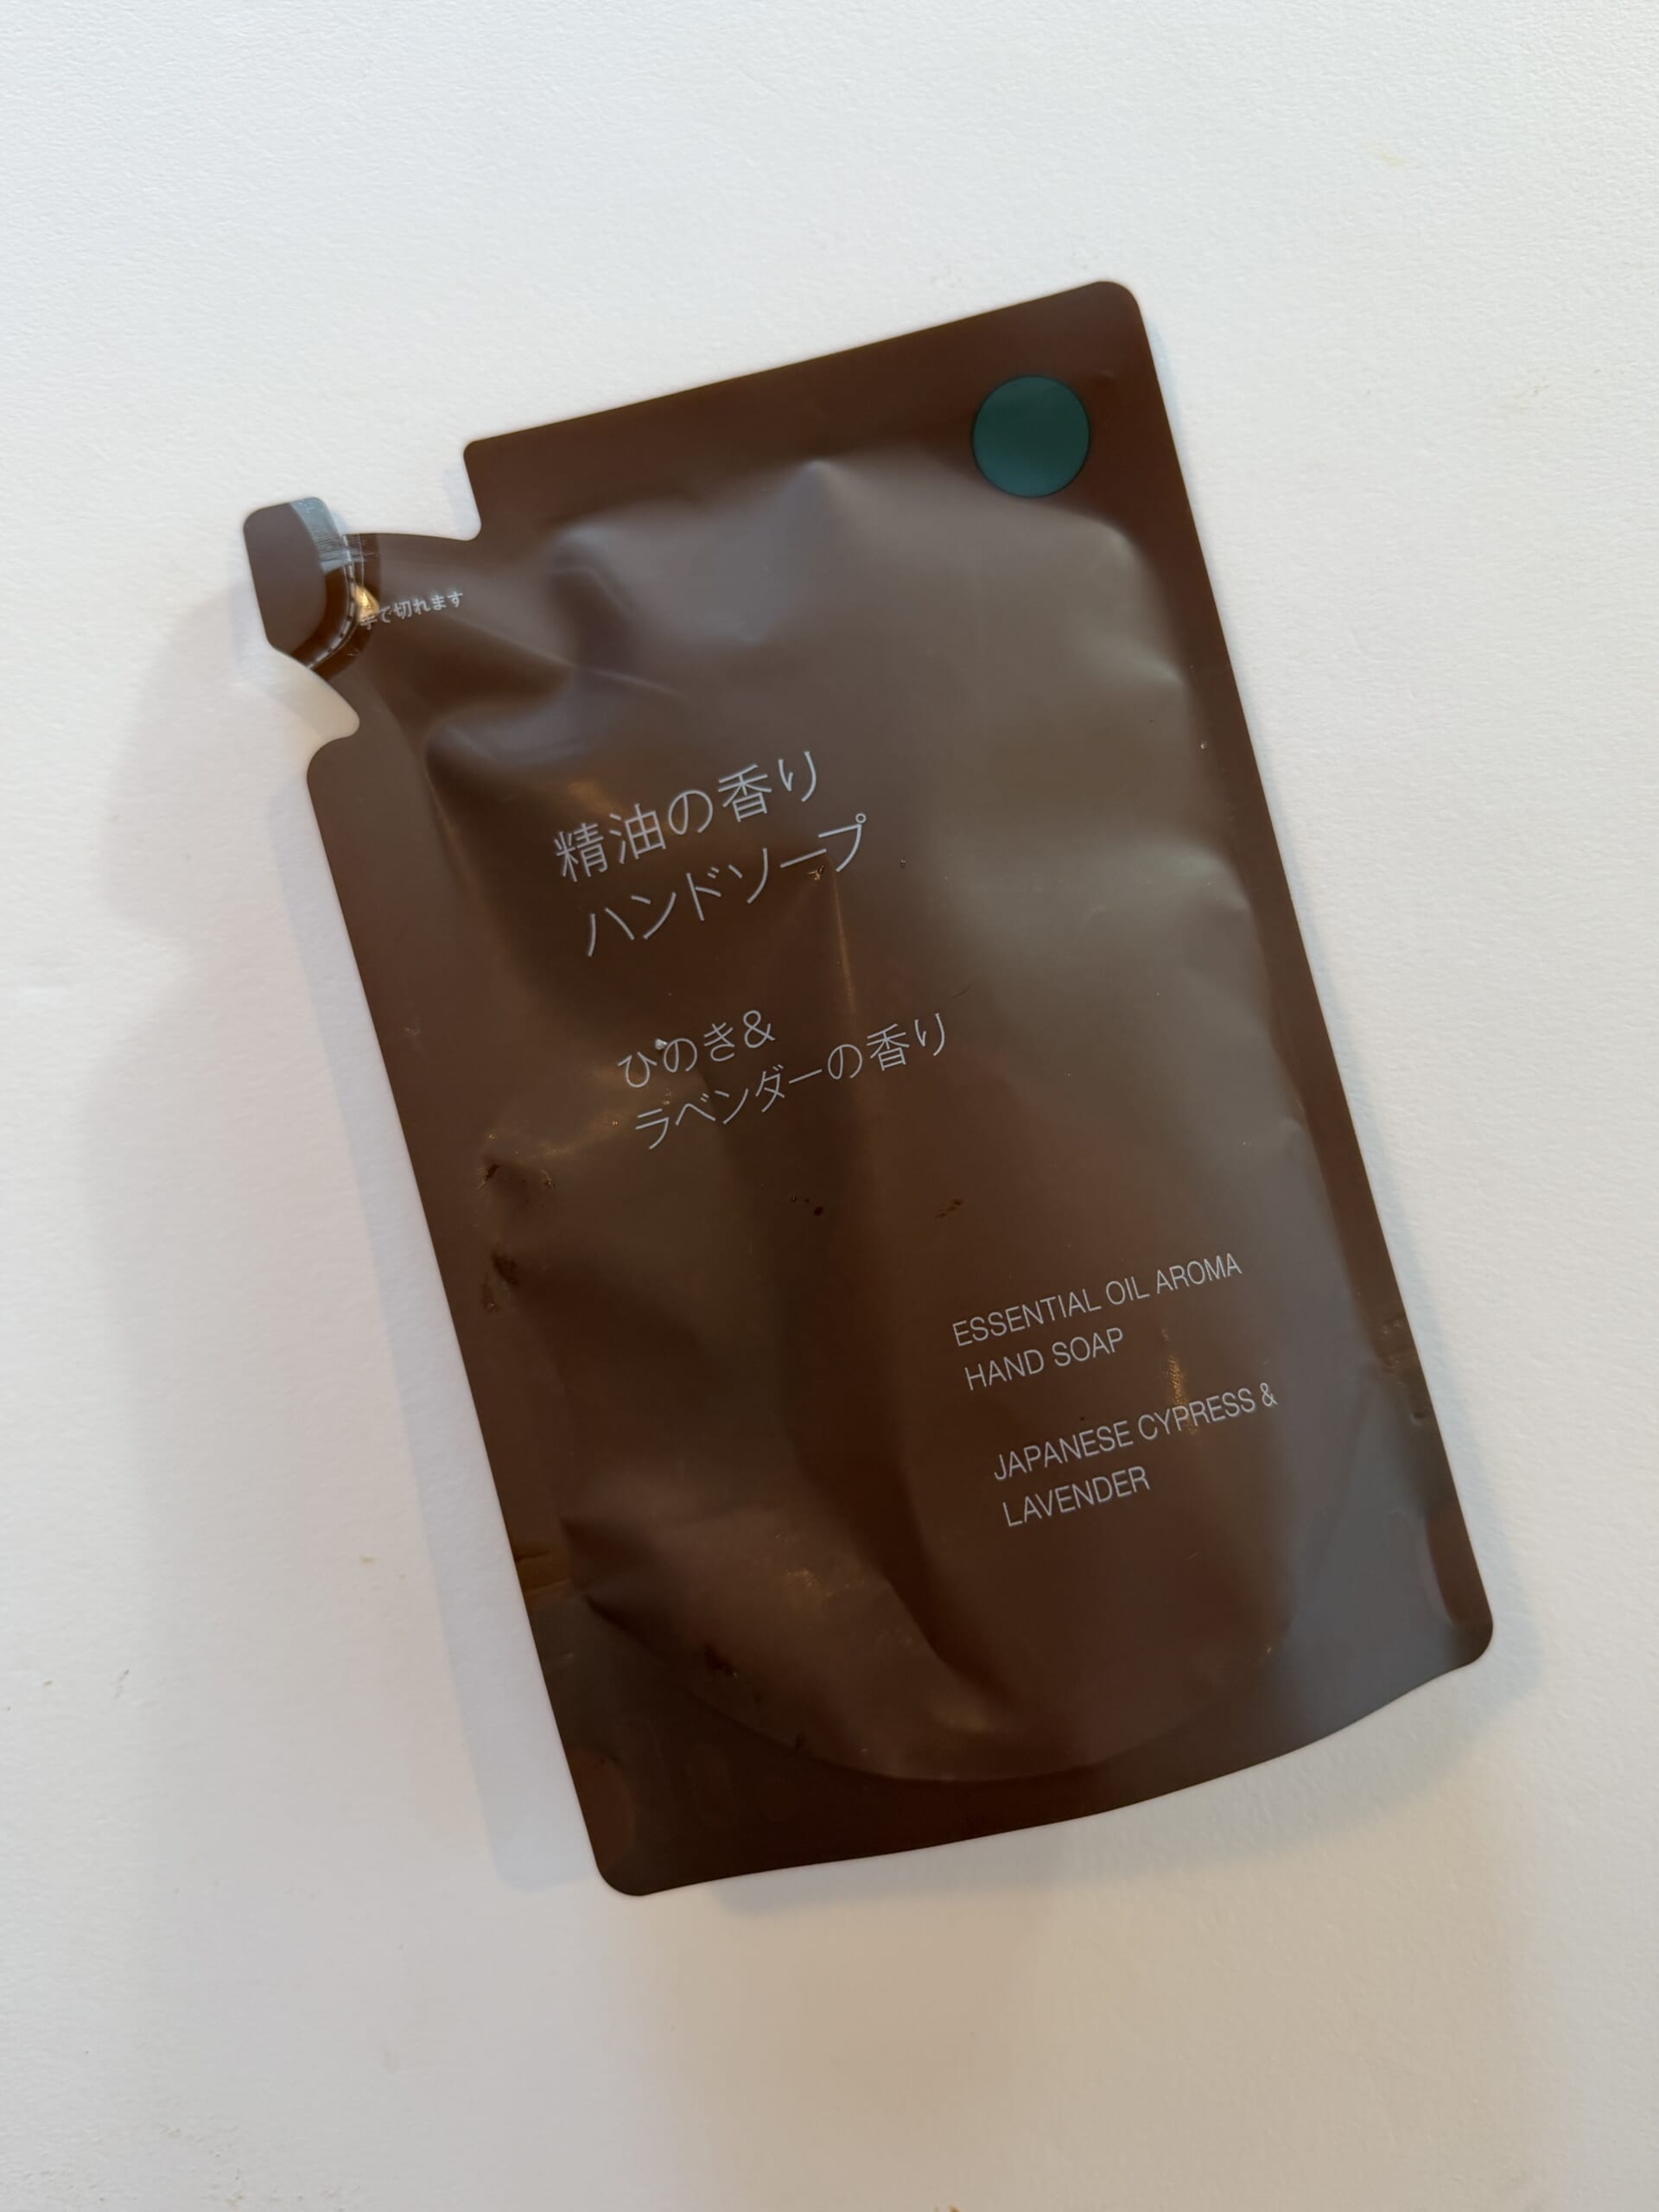 手で切れます
精油の香り
ハンドソープ
ひのき&
ラベンダーの香り
ESSENTIAL OIL AROMA
HAND SOAP
JAPANESE CYPRESS &
LAVENDER